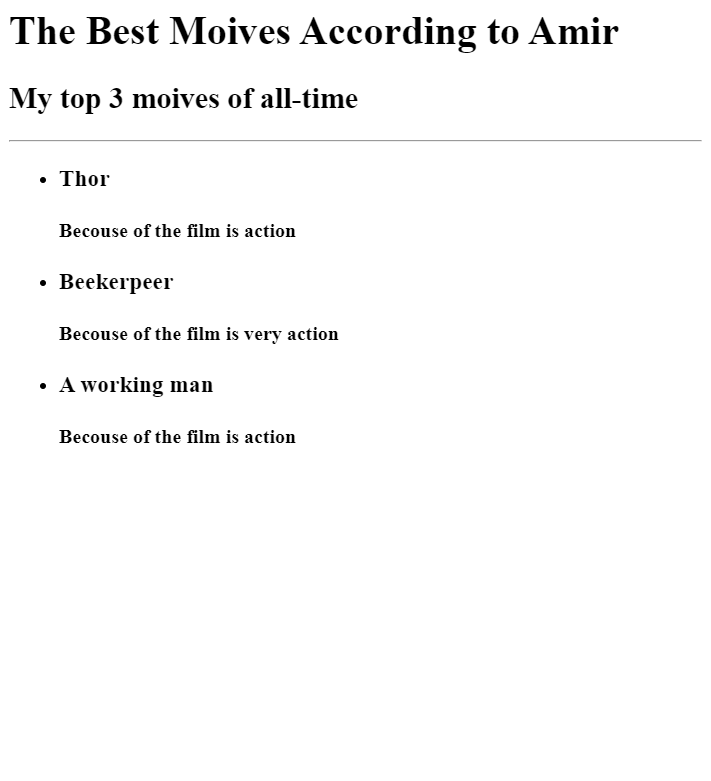 The Best Moives According to Amir
My top 3 moives of all-time
Thor
Becouse of the film is action
Beekerpeer
Becouse of the film is very action
A working man
Becouse of the film is action